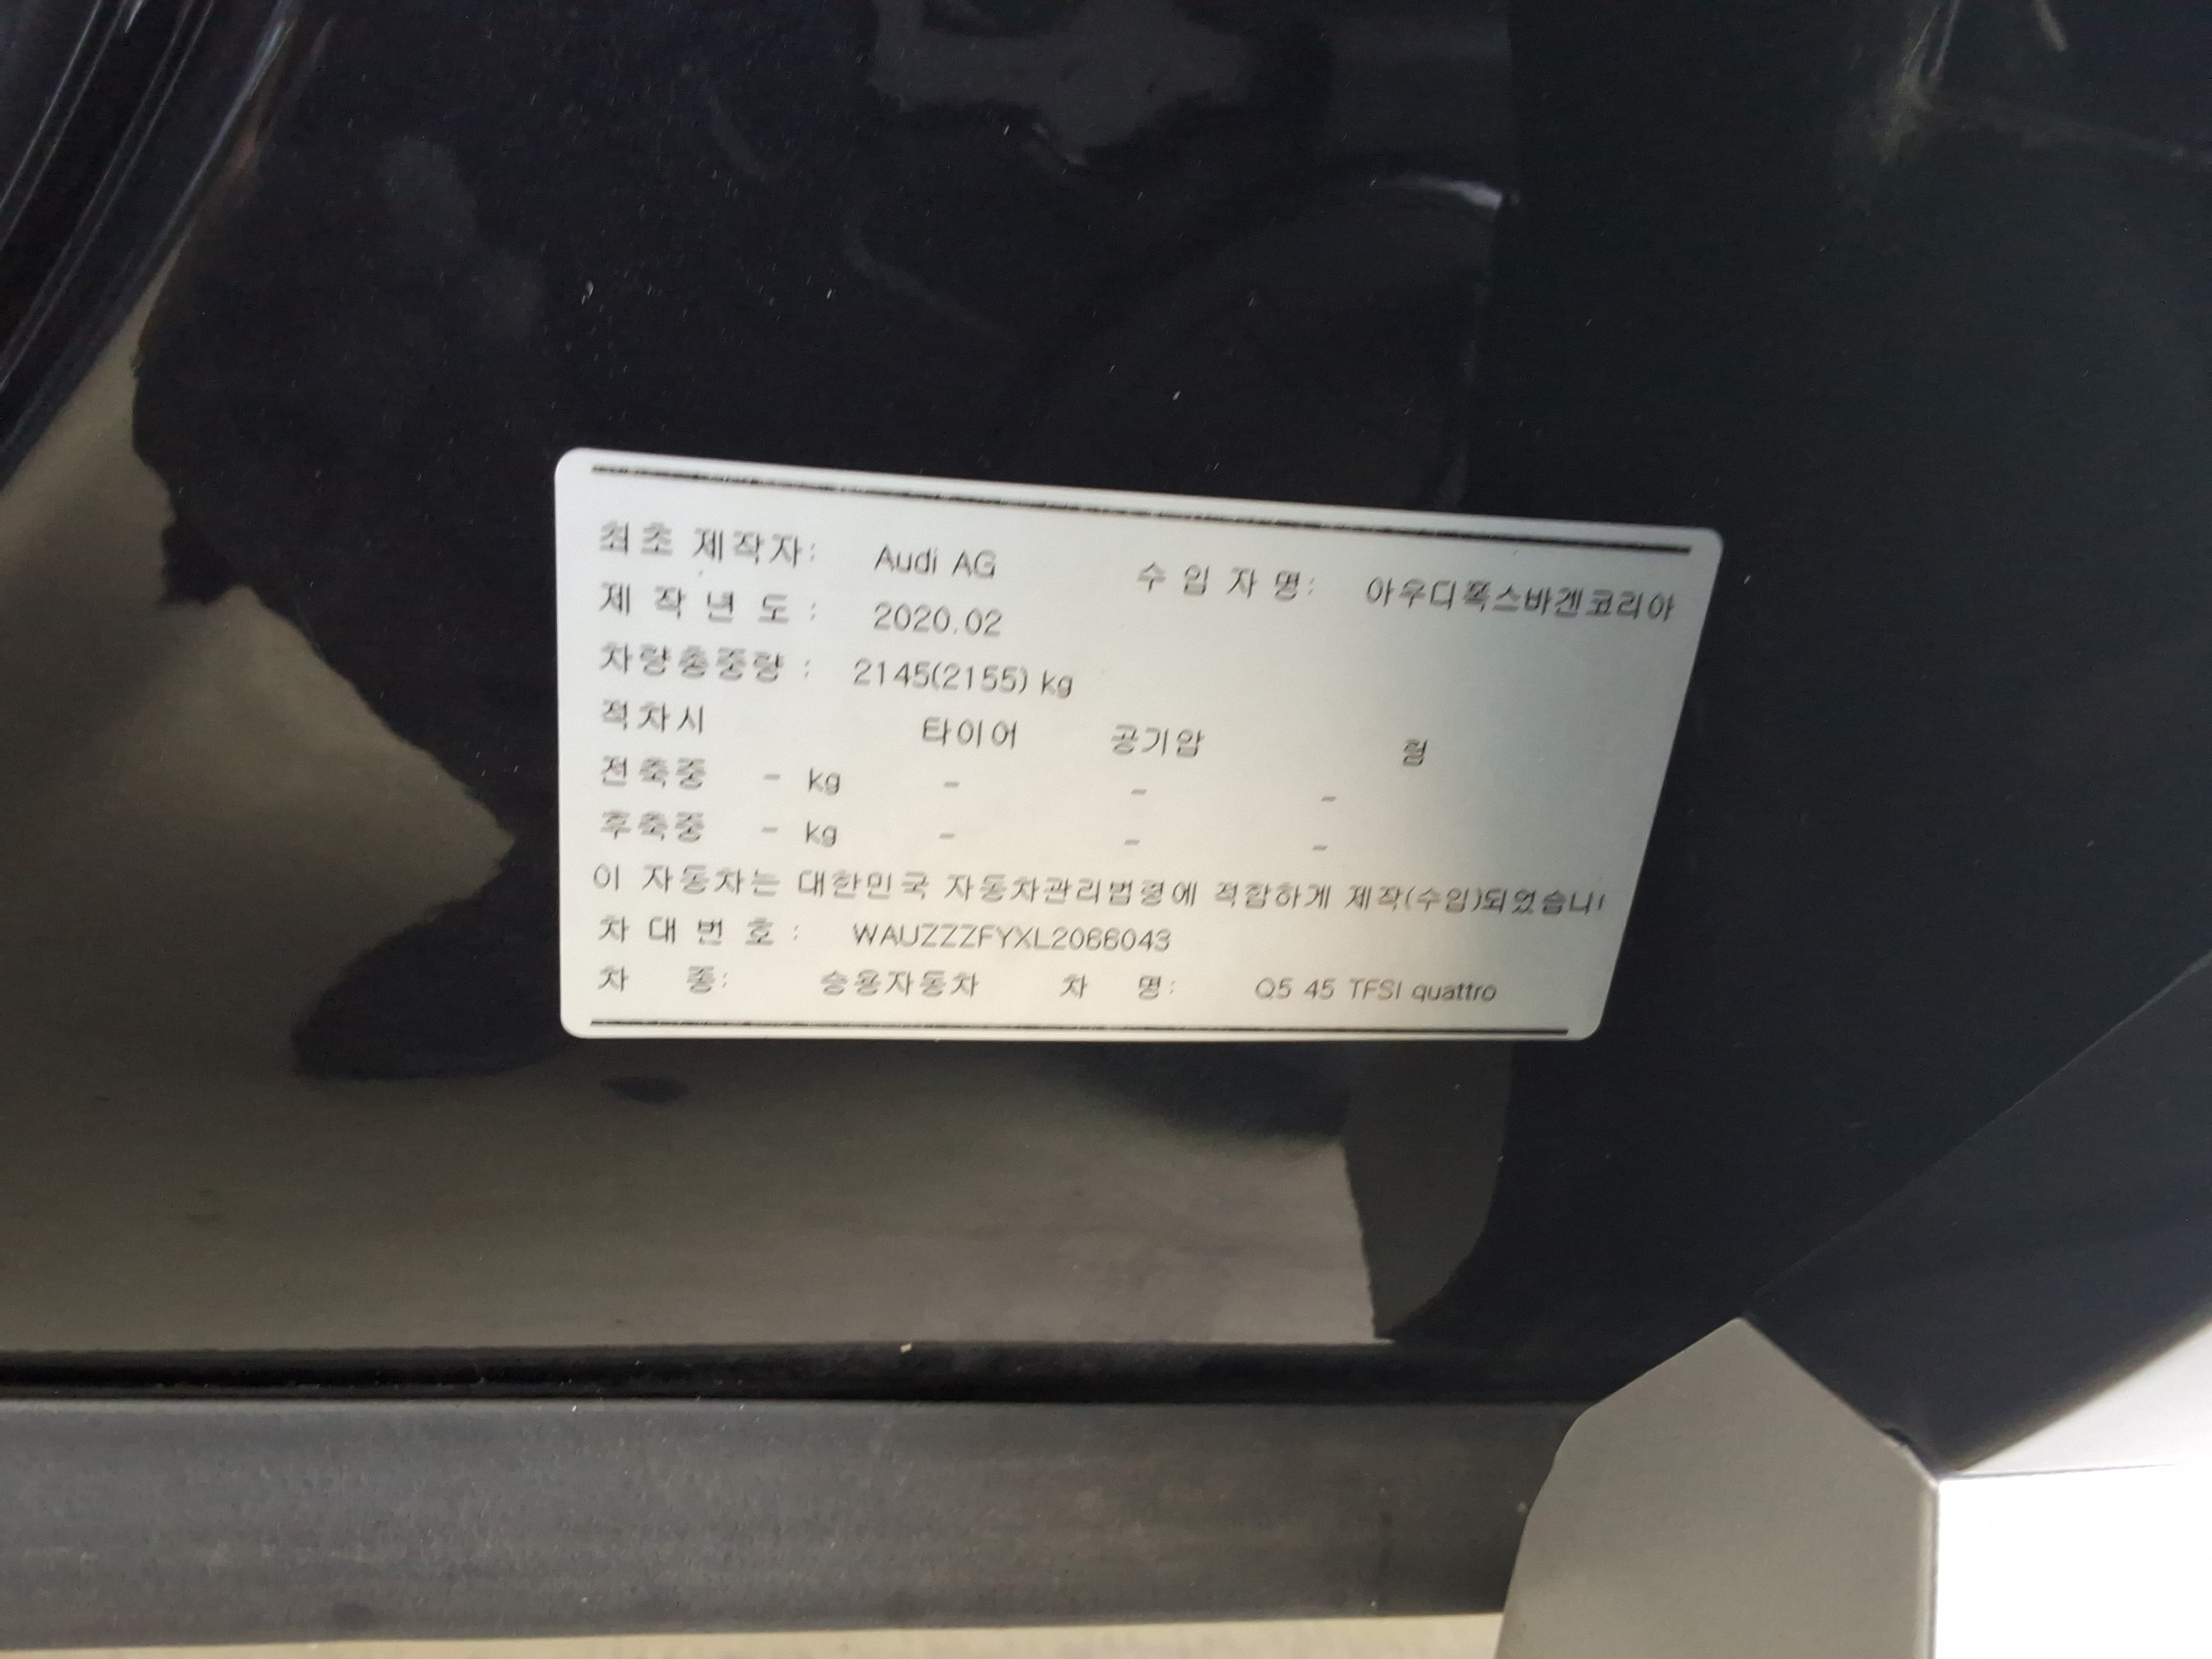 최초 제작자: Audi AG 수 입 자 명: 아우디폭스바겐코리아
제 작 년 도 : 2020.02
차량총중량 : 2145(2155) kg
적차시 타이어 공기압 림
전축중 - kg - - -
후축중 - kg - - -
이 자동차는 대한민국 자동차관리법령에 적합하게 제작(수입)되었습니
차 대 번 호 : WAUZZZFYXL2066043
차 종: 승용자동차 차 명: Q5 45 TFSI quattro